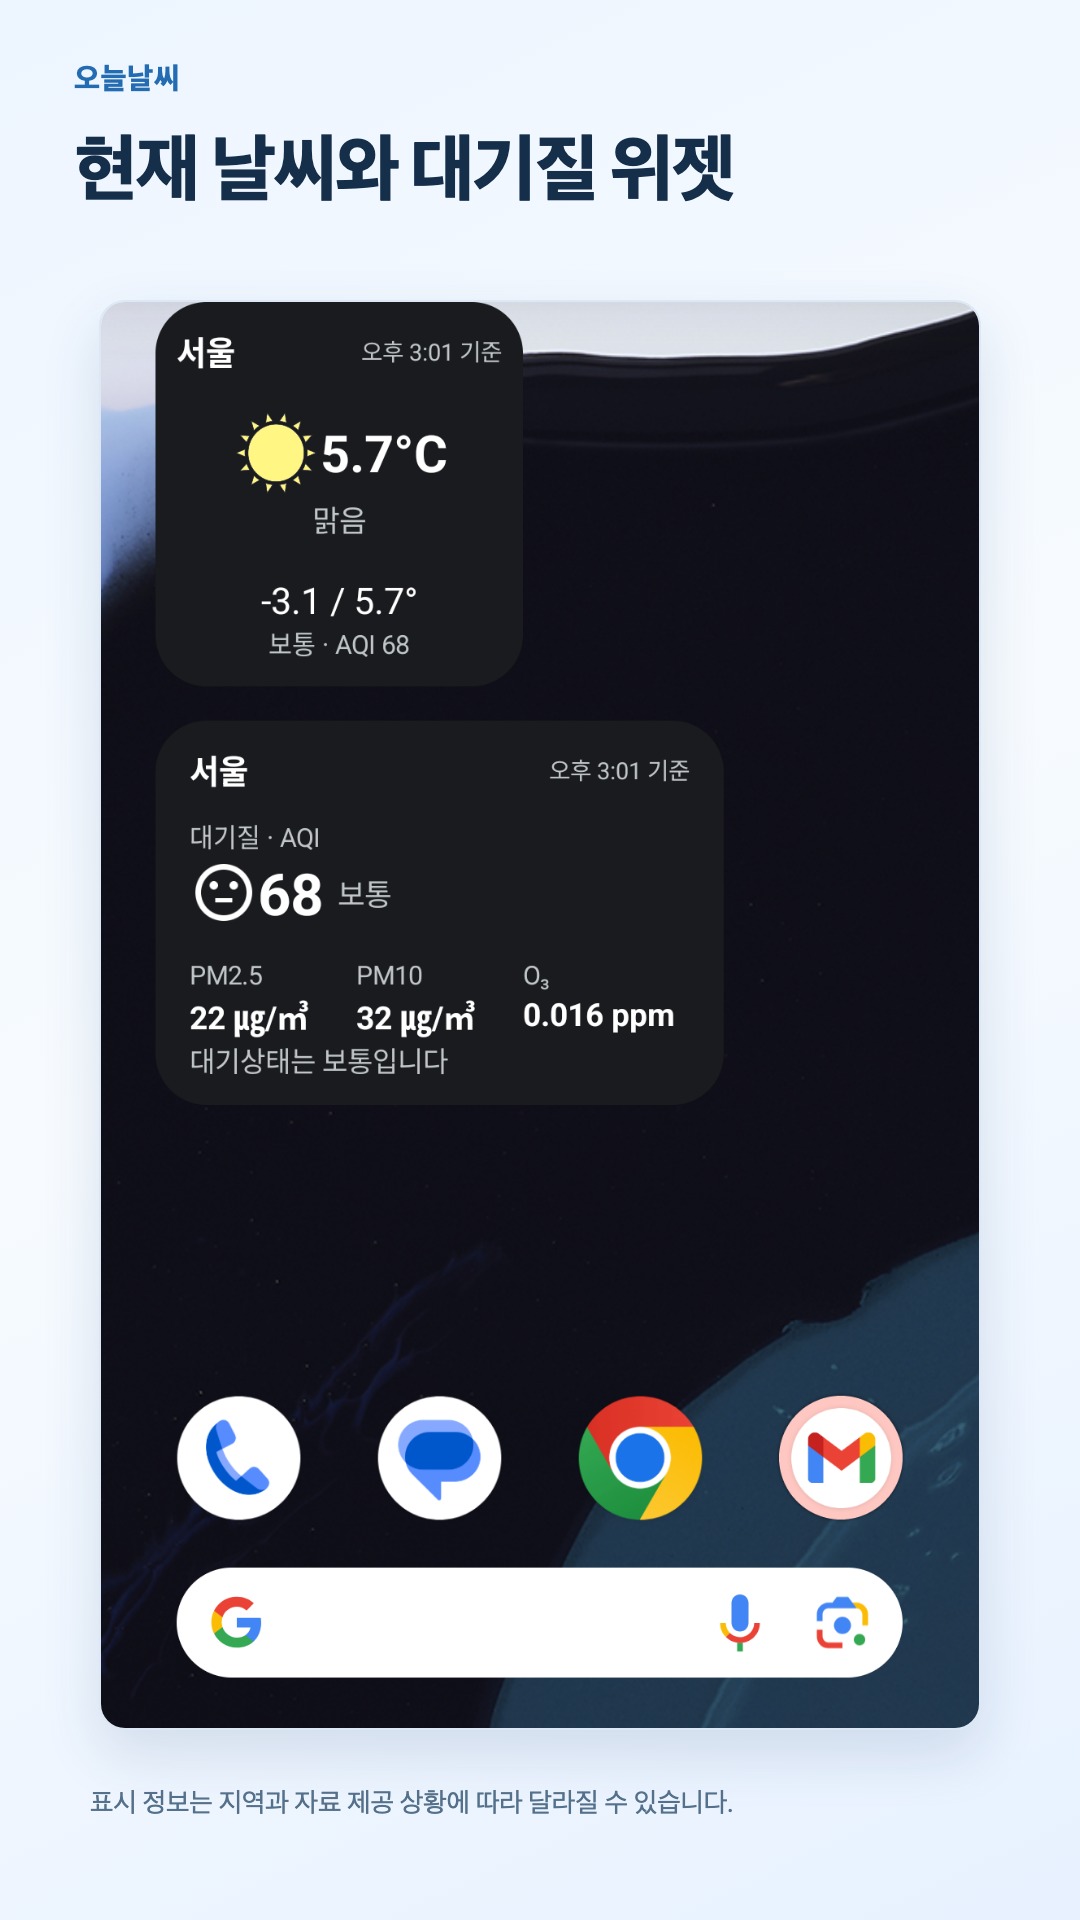 오늘날씨
현재 날씨와 대기질 위젯
서울 오후 3:01 기준
5.7°C
맑음
-3.1 / 5.7°
보통 · AQI 68
서울 오후 3:01 기준
대기질 · AQI
68 보통
PM2.5 PM10 O₃
22 ㎍/㎥ 32 ㎍/㎥ 0.016 ppm
대기상태는 보통입니다
표시 정보는 지역과 자료 제공 상황에 따라 달라질 수 있습니다.